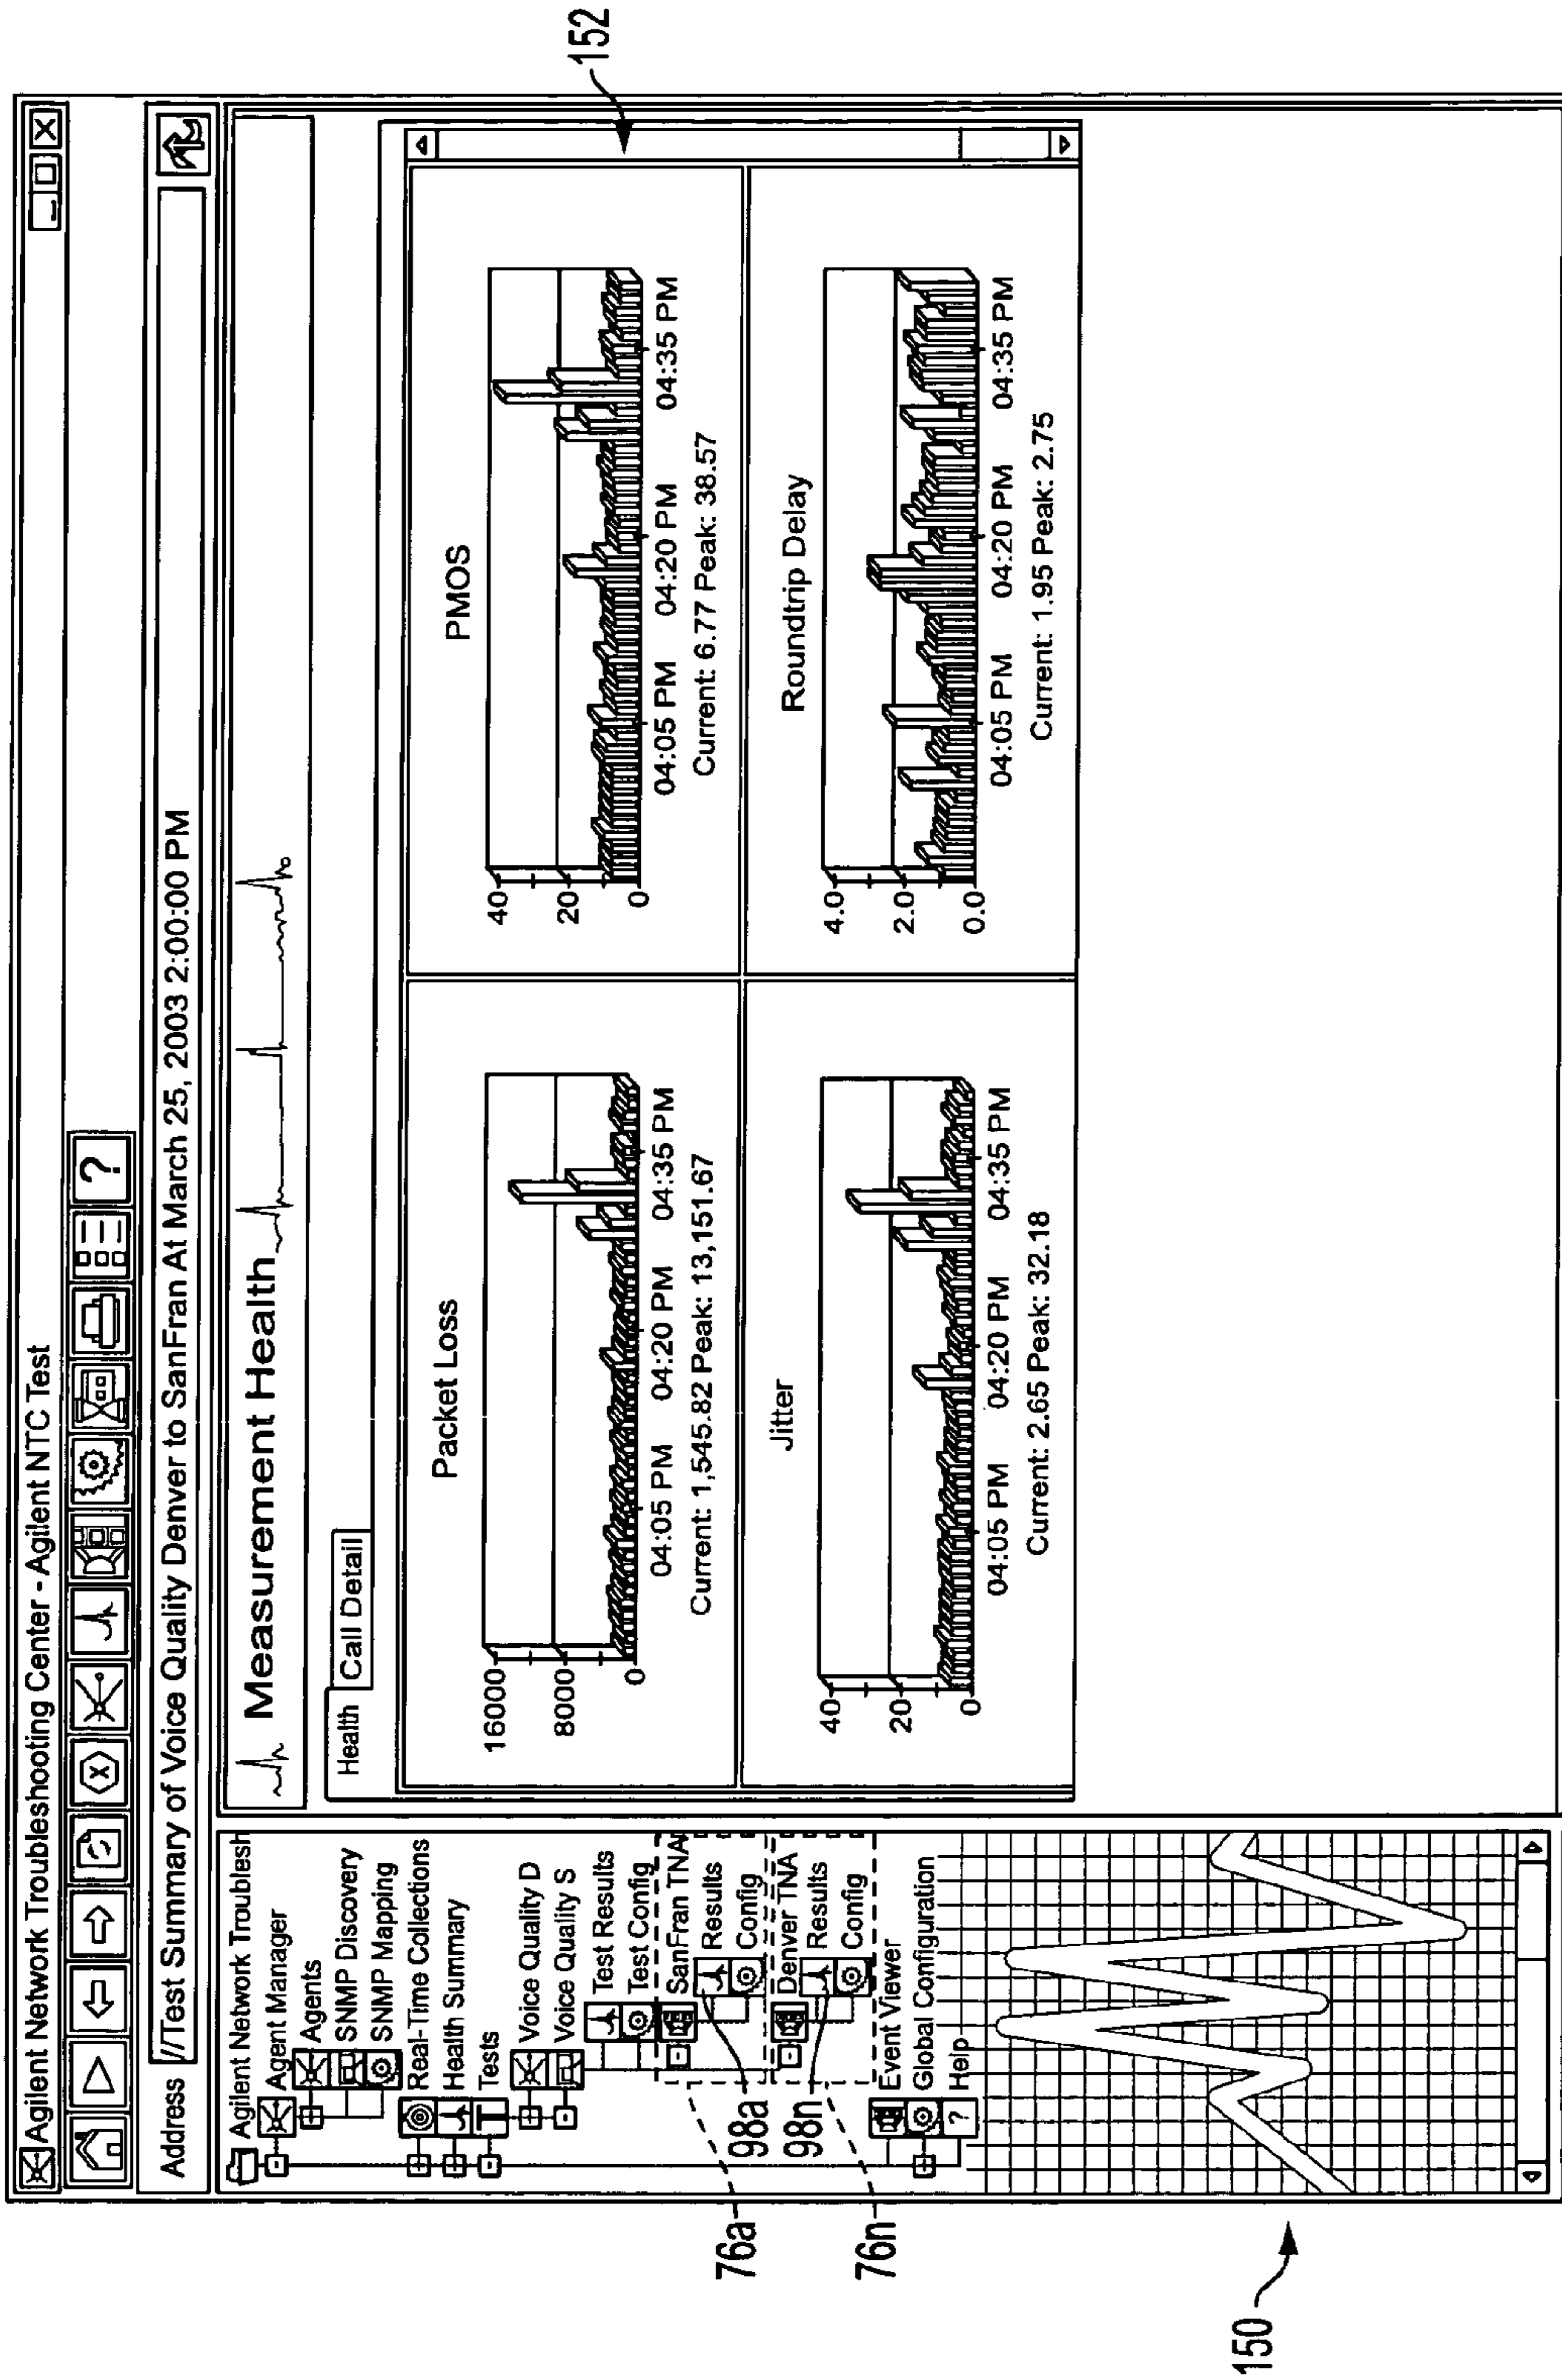 Agilent Network Troubleshooting Center - Agilent NTC Test
?
Address //Test Summary of Voice Quality Denver to SanFran At March 25, 2003 2:00:00 PM
Agilent Network Troublesh
Agent Manager
Agents
SNMP Discovery
SNMP Mapping
Real-Time Collections
Health Summary
Tests
Voice Quality D
Voice Quality S
Test Results
Test Config
SanFran TNA
Results
Config
Denver TNA
Results
Config
Event Viewer
Global Configuration
? Help
Measurement Health
Health
Call Detail
Packet Loss
16000
8000
0
04:05 PM 04:20 PM 04:35 PM
Current: 1,545.82 Peak: 13,151.67
PMOS
40
20
0
04:05 PM 04:20 PM 04:35 PM
Current: 6.77 Peak: 38.57
Jitter
40
20
0
04:05 PM 04:20 PM 04:35 PM
Current: 2.65 Peak: 32.18
Roundtrip Delay
4.0
2.0
0.0
04:05 PM 04:20 PM 04:35 PM
Current: 1.95 Peak: 2.75
152
76a
98a
98n
76n
150